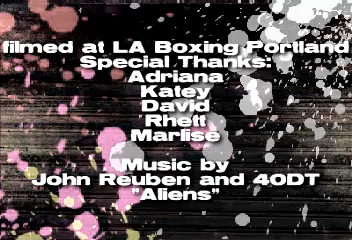 filmed at LA Boxing Portland
Special Thanks:
Adriana
Katey
David
Rhett
Marlise
Music by
John Reuben and 40DT
"Aliens"